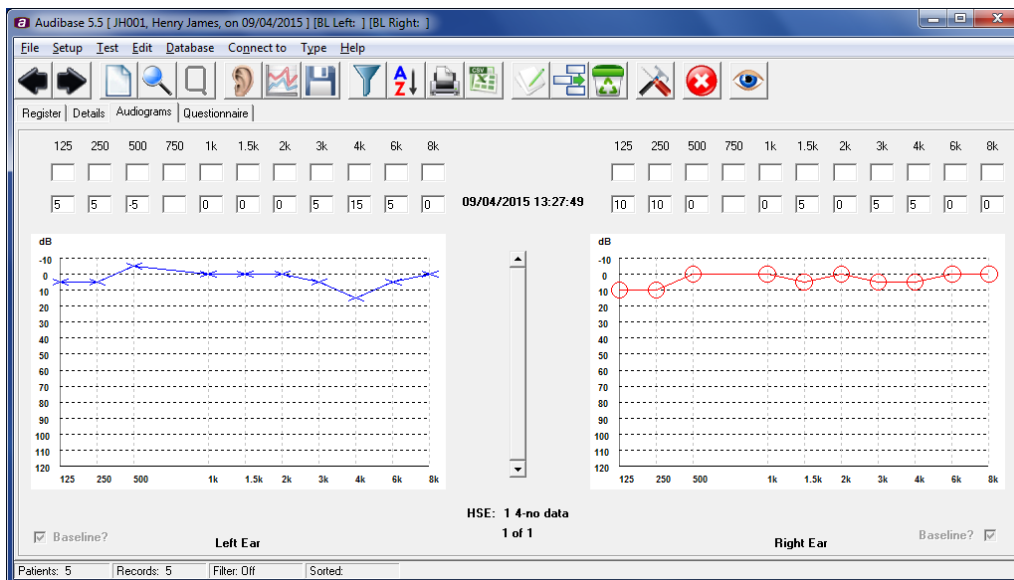 Audibase 5.5 [ JH001, Henry James, on 09/04/2015 ] [BL Left: ] [BL Right: ]
File Setup Test Edit Database Connect to Type Help
A Z CSV
Register Details Audiograms Questionnaire
125 250 500 750 1k 1.5k 2k 3k 4k 6k 8k 125 250 500 750 1k 1.5k 2k 3k 4k 6k 8k
5 5 -5 0 0 0 5 15 5 0 09/04/2015 13:27:49 10 10 0 0 5 0 5 5 0 0
dB dB
-10 -10
0 0
10 10
20 20
30 30
40 40
50 50
60 60
70 70
80 80
90 90
100 100
110 110
120 120
125 250 500 1k 1.5k 2k 3k 4k 6k 8k 125 250 500 1k 1.5k 2k 3k 4k 6k 8k
HSE: 1 4-no data
Baseline? Left Ear 1 of 1 Right Ear Baseline?
Patients: 5 Records: 5 Filter: Off Sorted: